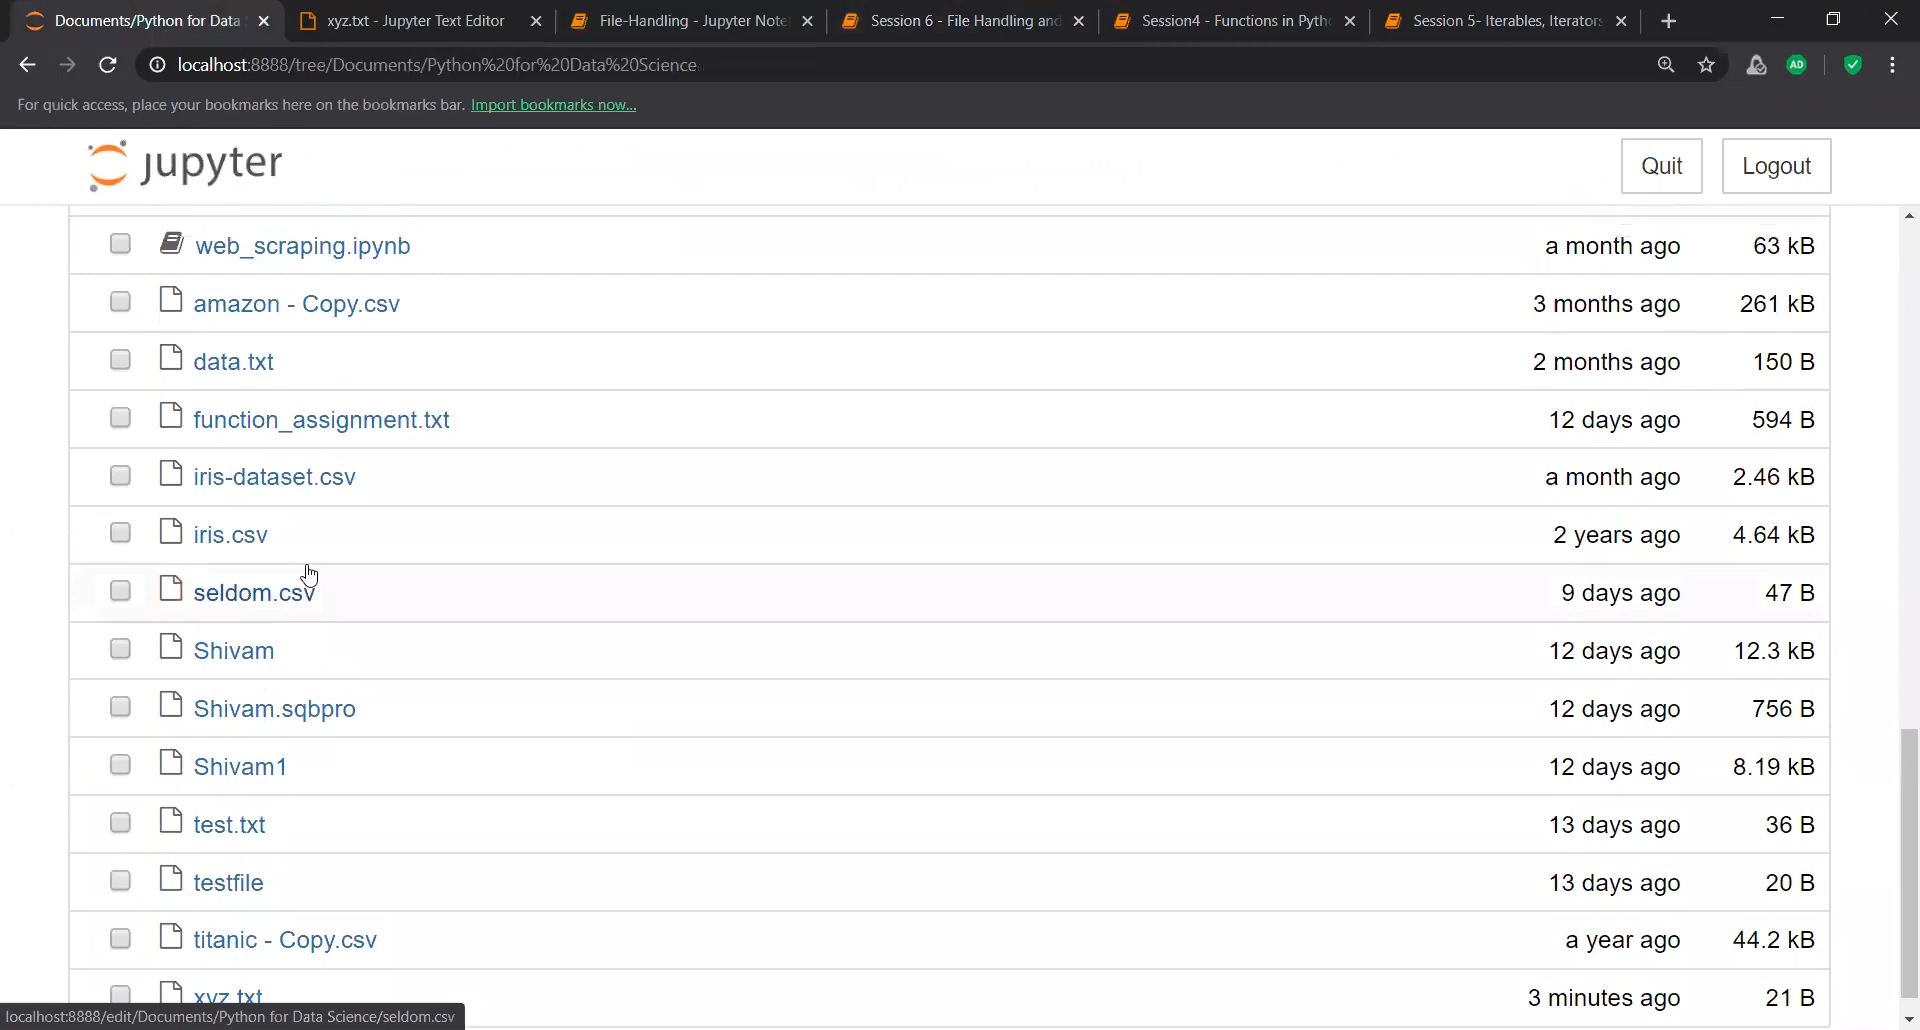 Documents/Python for Data
xyz.txt - Jupyter Text Editor
File-Handling - Jupyter Note
Session 6 - File Handling and
Session4 - Functions in Pyth
Session 5- Iterables, Iterators
localhost:8888/tree/Documents/Python%20for%20Data%20Science
AD
For quick access, place your bookmarks here on the bookmarks bar. Import bookmarks now...
jupyter
Quit
Logout
web_scraping.ipynb a month ago 63 kB
amazon - Copy.csv 3 months ago 261 kB
data.txt 2 months ago 150 B
function_assignment.txt 12 days ago 594 B
iris-dataset.csv a month ago 2.46 kB
iris.csv 2 years ago 4.64 kB
seldom.csv 9 days ago 47 B
Shivam 12 days ago 12.3 kB
Shivam.sqbpro 12 days ago 756 B
Shivam1 12 days ago 8.19 kB
test.txt 13 days ago 36 B
testfile 13 days ago 20 B
titanic - Copy.csv a year ago 44.2 kB
xyz.txt 3 minutes ago 21 B
localhost:8888/edit/Documents/Python for Data Science/seldom.csv